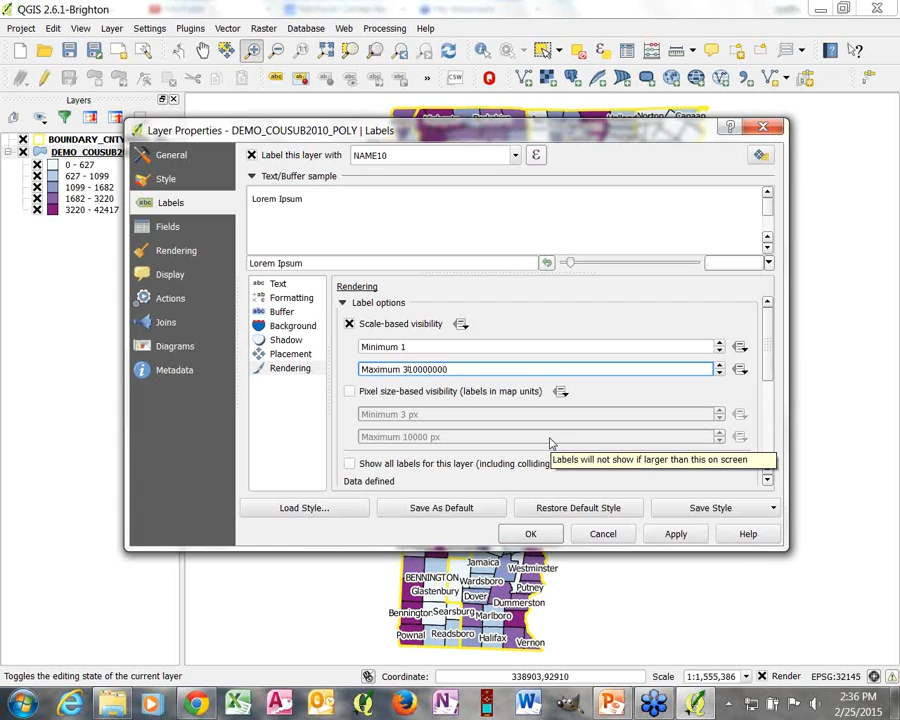 QGIS 2.6.1-Brighton
Project Edit View Layer Settings Plugins Vector Raster Database Web Processing Help
CSW
Layers
BOUNDARY_CITY
DEMO_COUSUB2
0 - 627
627 - 1099
1099 - 1682
1682 - 3220
3220 - 42417
Norton Canaan
Layer Properties - DEMO_COUSUB2010_POLY | Labels
General
Style
Labels
Fields
Rendering
Display
Actions
Joins
Diagrams
Metadata
Label this layer with NAME10
Text/Buffer sample
Lorem Ipsum
Lorem Ipsum
Text
Formatting
Buffer
Background
Shadow
Placement
Rendering
Rendering
Label options
Scale-based visibility
Minimum 1
Maximum 310000000
Pixel size-based visibility (labels in map units)
Minimum 3 px
Maximum 10000 px
Labels will not show if larger than this on screen
Show all labels for this layer (including colliding
Data defined
Load Style... Save As Default Restore Default Style Save Style
OK Cancel Apply Help
Jamaica
Westminster
BENNINGTON
Wardsboro
Putney
Glastenbury
Dover
Dummerston
Bennington
Searsburg
Marlboro
Pownal
Readsboro
Halifax
Vernon
Toggles the editing state of the current layer
Coordinate: 338903,92910 Scale 1:1,555,386 Render EPSG:32145
2:36 PM
2/25/2015